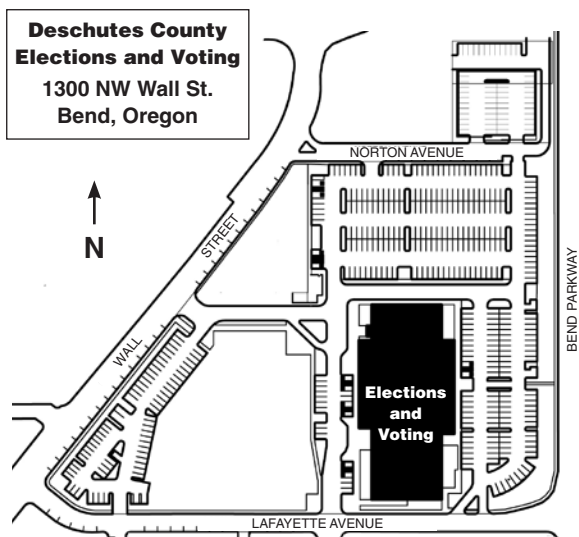 Deschutes County
Elections and Voting
1300 NW Wall St.
Bend, Oregon
NORTON AVENUE
N
STREET
WALL
BEND PARKWAY
Elections
and
Voting
LAFAYETTE AVENUE